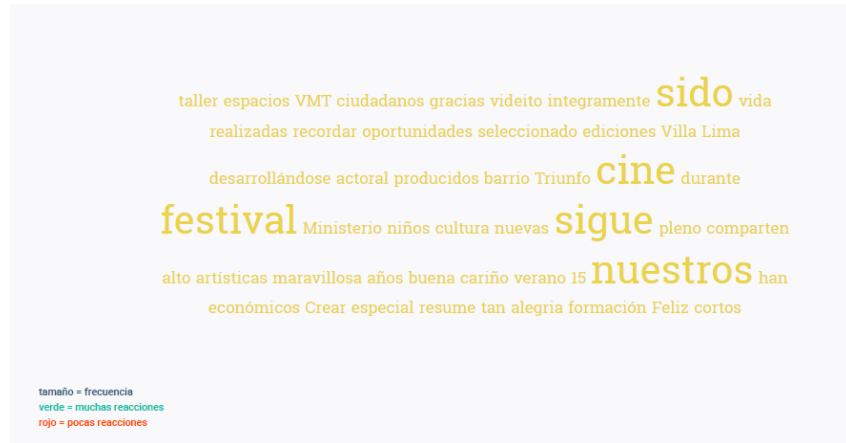 taller espacios VMT ciudadanos gracias videito integramente sido vida
realizadas recordar oportunidades seleccionado ediciones Villa Lima
desarrollándose actoral producidos barrio Triunfo cine durante
festival Ministerio niños cultura nuevas sigue pleno comparten
alto artísticas maravillosa años buena cariño verano 15 nuestros han
económicos Crear especial resume tan alegria formación Feliz cortos
tamaño = frecuencia
verde = muchas reacciones
rojo = pocas reacciones